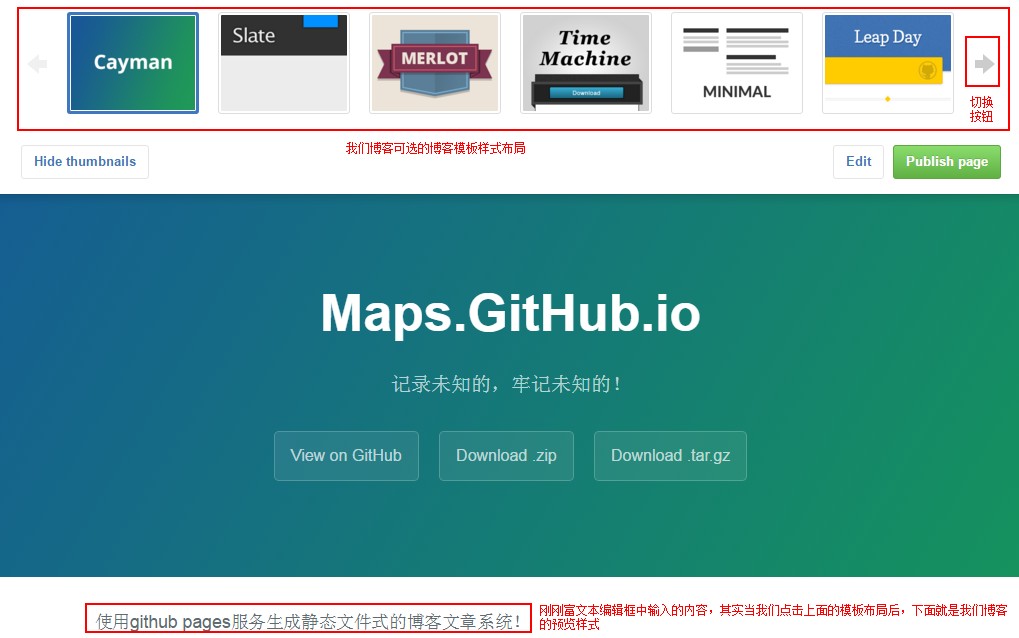 Cayman
Slate
MERLOT
Time
Machine
Download
MINIMAL
Leap Day
切换
按钮
我们博客可选的博客模板样式布局
Hide thumbnails
Edit
Publish page
Maps.GitHub.io
记录未知的，牢记未知的！
View on GitHub
Download .zip
Download .tar.gz
使用github pages服务生成静态文件式的博客文章系统！
刚刚富文本编辑框中输入的内容，其实当我们点击上面的模板布局后，下面就是我们博客
的预览样式